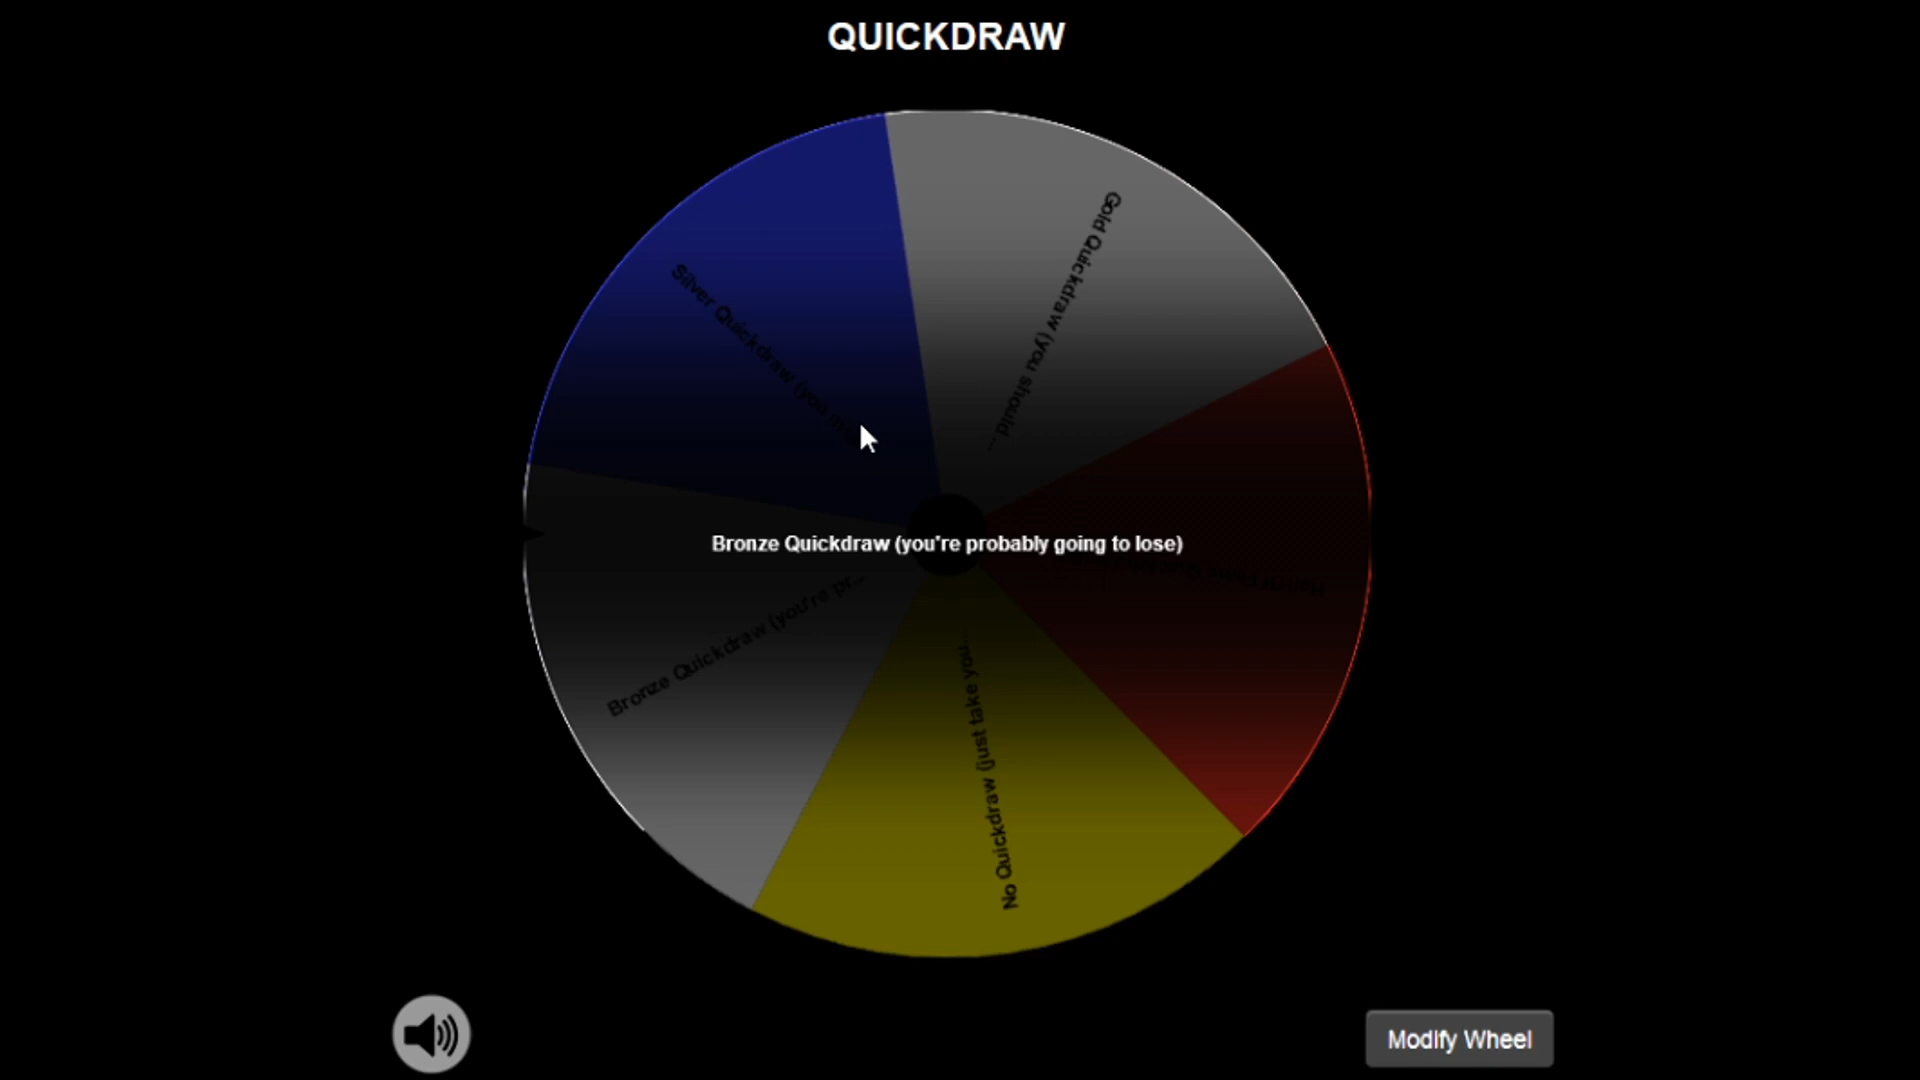 QUICKDRAW
Gold Quickdraw (you should ...
Silver Quickdraw (you
Bronze Quickdraw (you're probably going to lose)
Bronze Quickdraw (you're pr...
No Quickdraw (just take you...
Modify Wheel